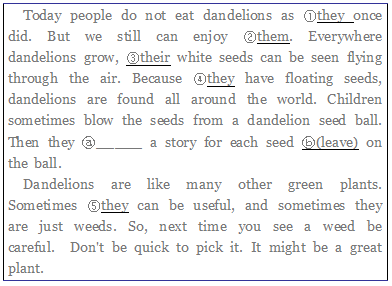 Today people do not eat dandelions as ①they once
did. But we still can enjoy ②them. Everywhere
dandelions grow, ③their white seeds can be seen flying
through the air. Because ④they have floating seeds,
dandelions are found all around the world. Children
sometimes blow the seeds from a dandelion seed ball.
Then they ⓐ______ a story for each seed ⓑ(leave) on
the ball.
Dandelions are like many other green plants.
Sometimes ⑤they can be useful, and sometimes they
are just weeds. So, next time you see a weed be
careful. Don't be quick to pick it. It might be a great
plant.